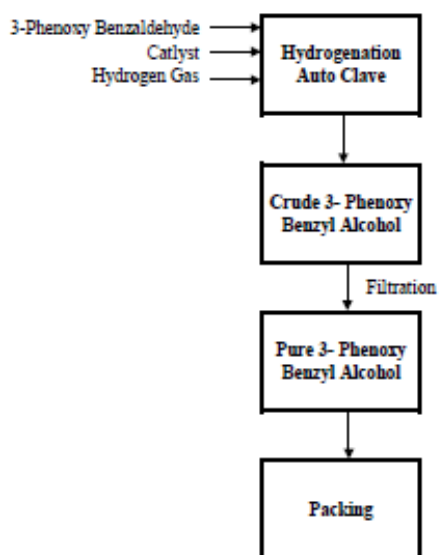 3-Phenoxy Benzaldehyde
Catlyst
Hydrogen Gas
Hydrogenation
Auto Clave
Crude 3- Phenoxy
Benzyl Alcohol
Filtration
Pure 3- Phenoxy
Benzyl Alcohol
Packing